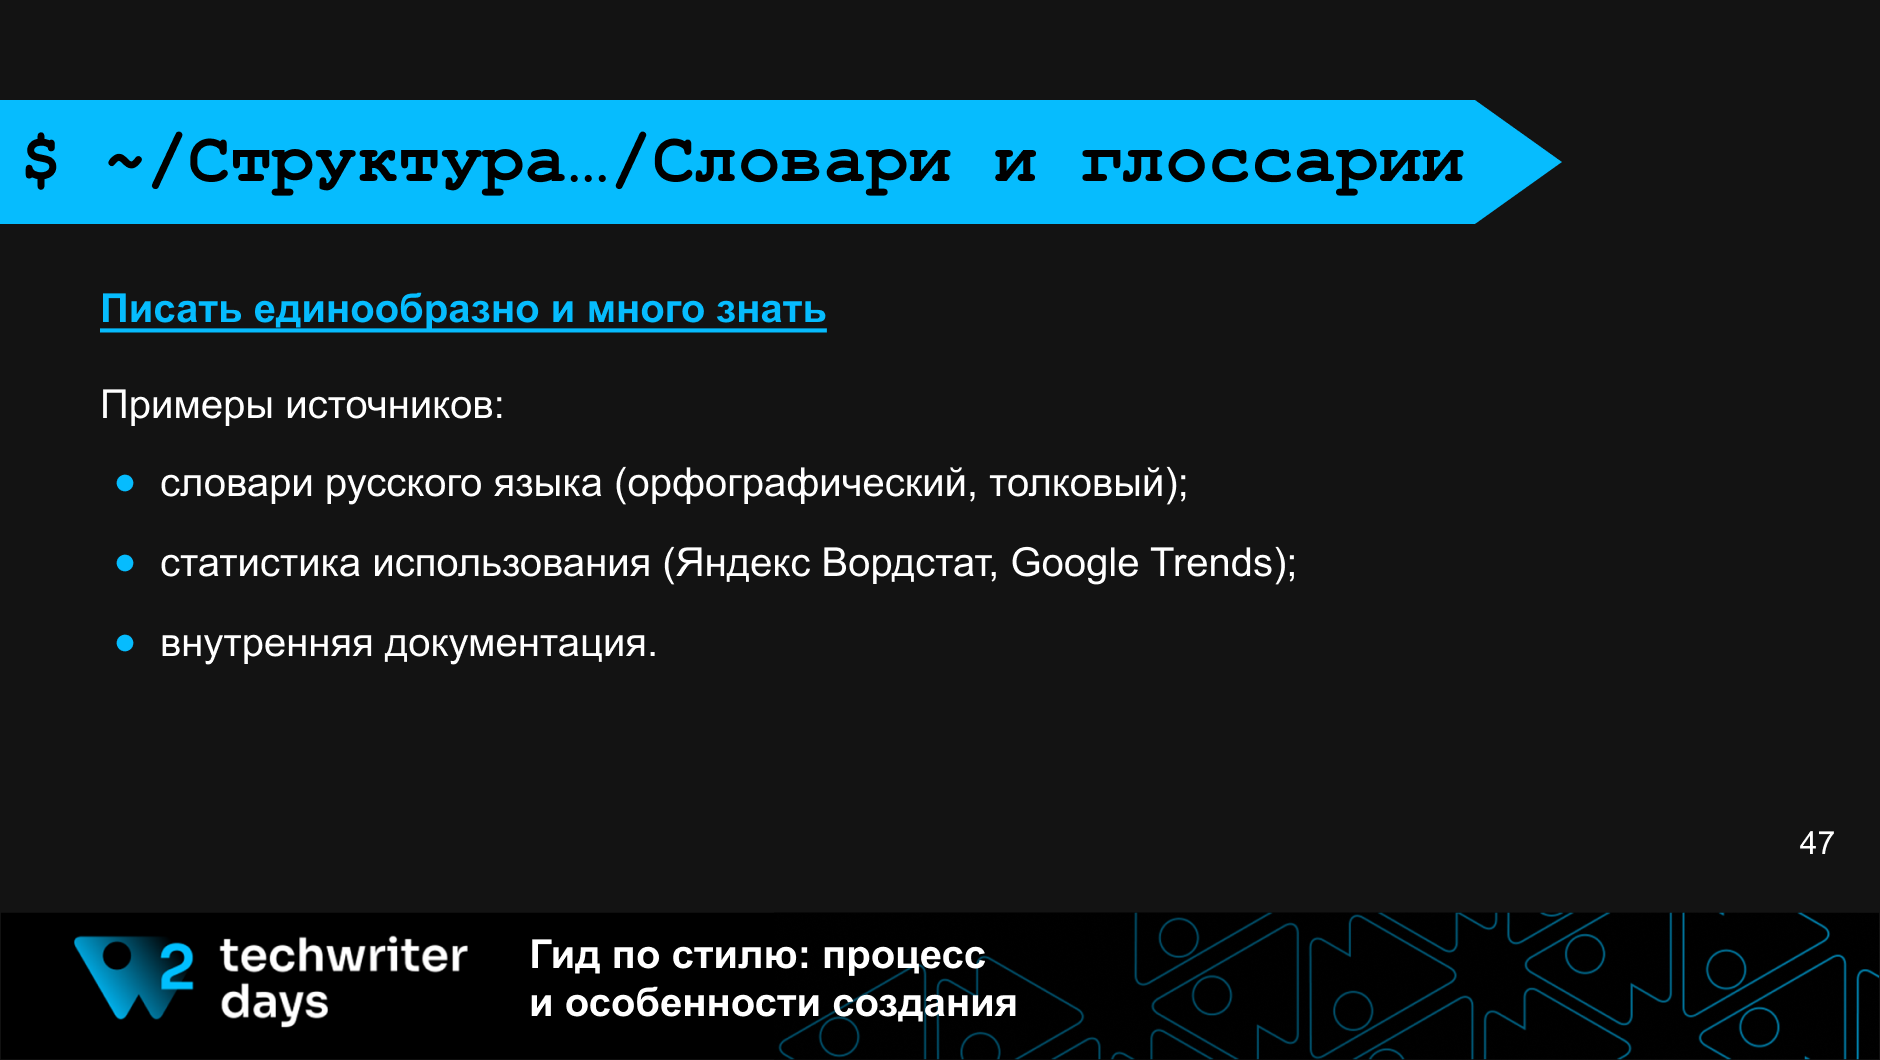 $ ~/Структура…/Словари и глоссарии
Писать единообразно и много знать
Примеры источников:
● словари русского языка (орфографический, толковый);
● статистика использования (Яндекс Вордстат, Google Trends);
● внутренняя документация.
47
2 techwriter
days
Гид по стилю: процесс
и особенности создания